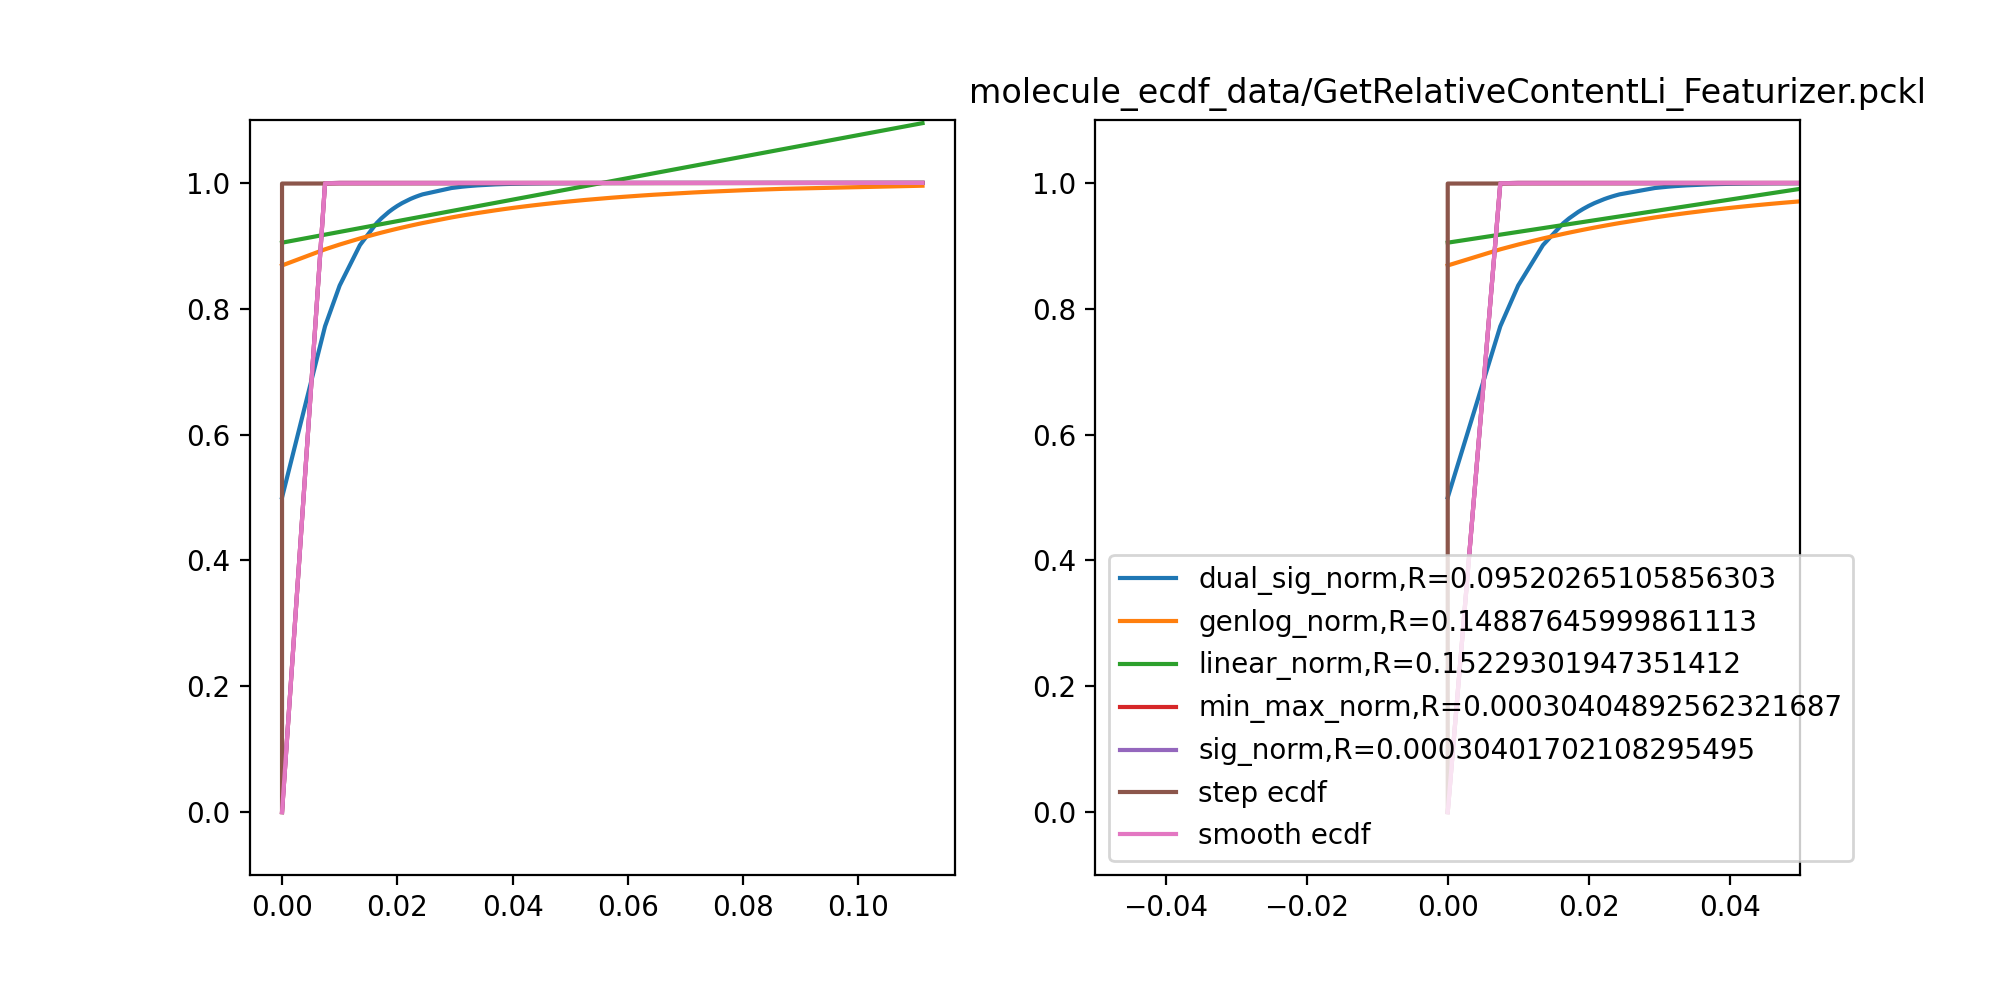 molecule_ecdf_data/GetRelativeContentLi_Featurizer.pckl
1.0
0.8
0.6
0.4
0.2
0.0
0.00 0.02 0.04 0.06 0.08 0.10
1.0
0.8
0.6
0.4
0.2
0.0
dual_sig_norm,R=0.09520265105856303
genlog_norm,R=0.14887645999861113
linear_norm,R=0.15229301947351412
min_max_norm,R=0.00030404892562321687
sig_norm,R=0.00030401702108295495
step ecdf
smooth ecdf
−0.04 −0.02 0.00 0.02 0.04